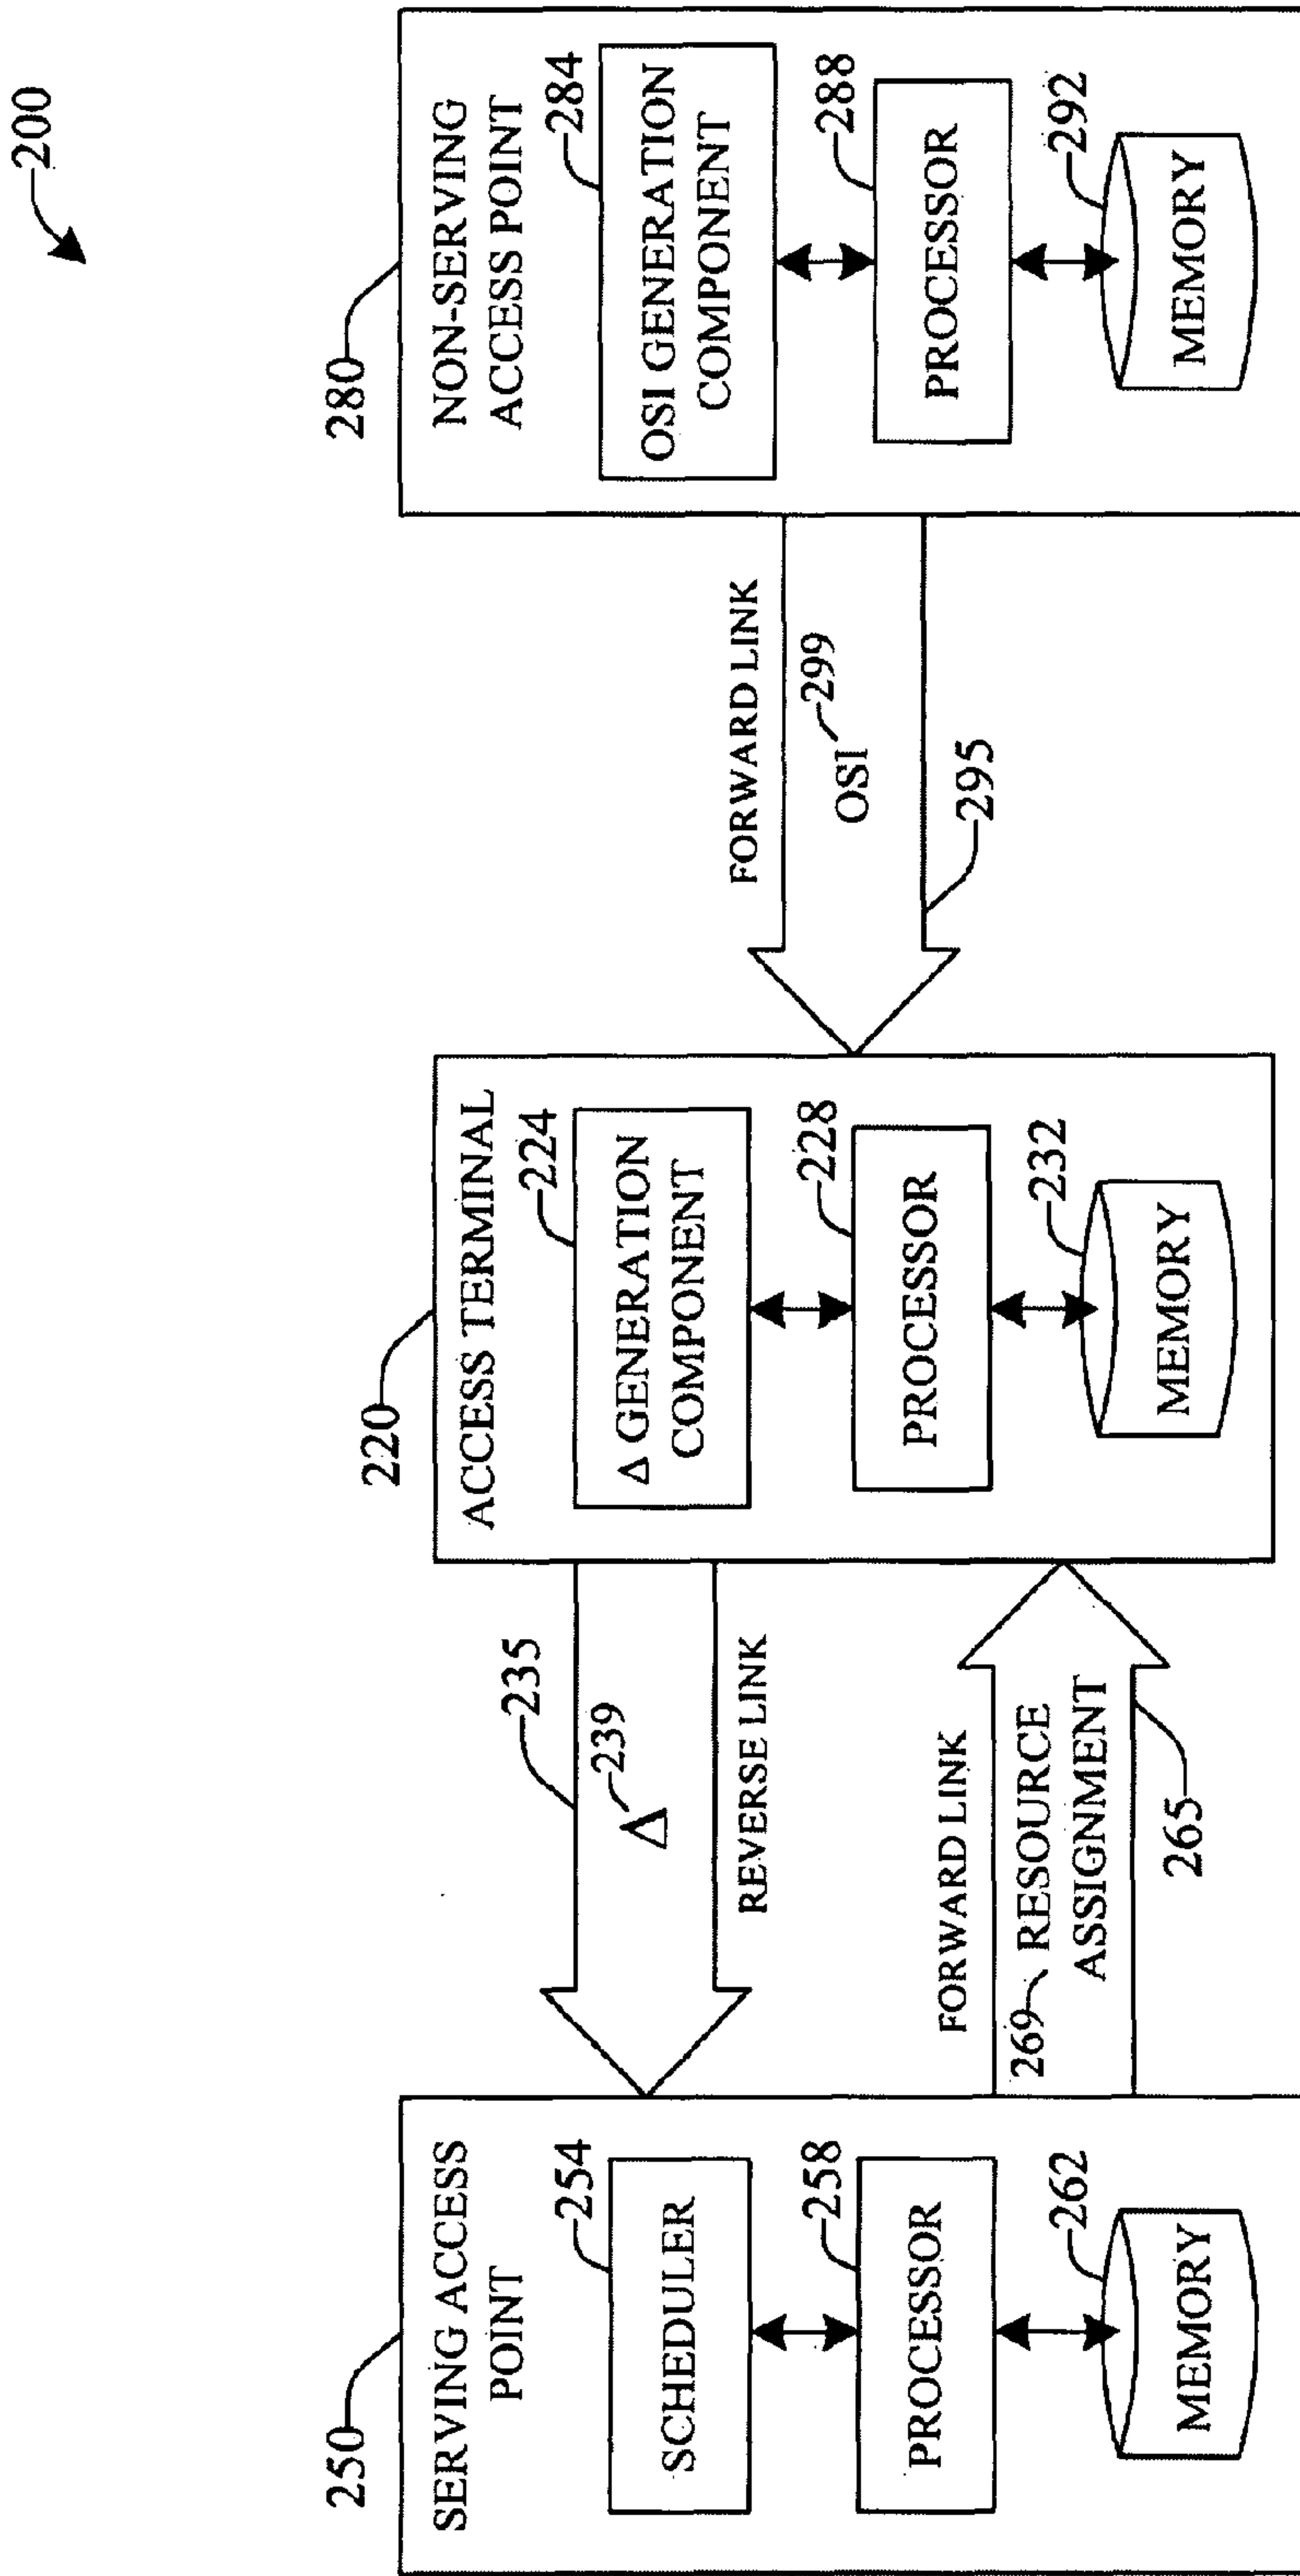 200
250
SERVING ACCESS
POINT
254
SCHEDULER
258
PROCESSOR
262
MEMORY
235
239
Δ
REVERSE LINK
FORWARD LINK
269 RESOURCE
ASSIGNMENT
265
220
ACCESS TERMINAL
224
Δ GENERATION
COMPONENT
228
PROCESSOR
232
MEMORY
FORWARD LINK
299
OSI
295
280
NON-SERVING
ACCESS POINT
284
OSI GENERATION
COMPONENT
288
PROCESSOR
292
MEMORY